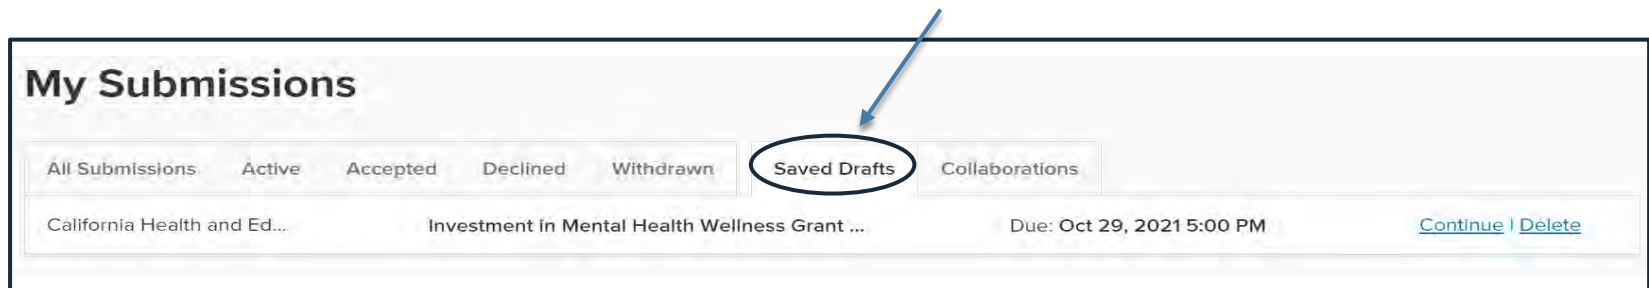 My Submissions
All Submissions Active Accepted Declined Withdrawn Saved Drafts Collaborations
California Health and Ed... Investment in Mental Health Wellness Grant ... Due: Oct 29, 2021 5:00 PM Continue | Delete